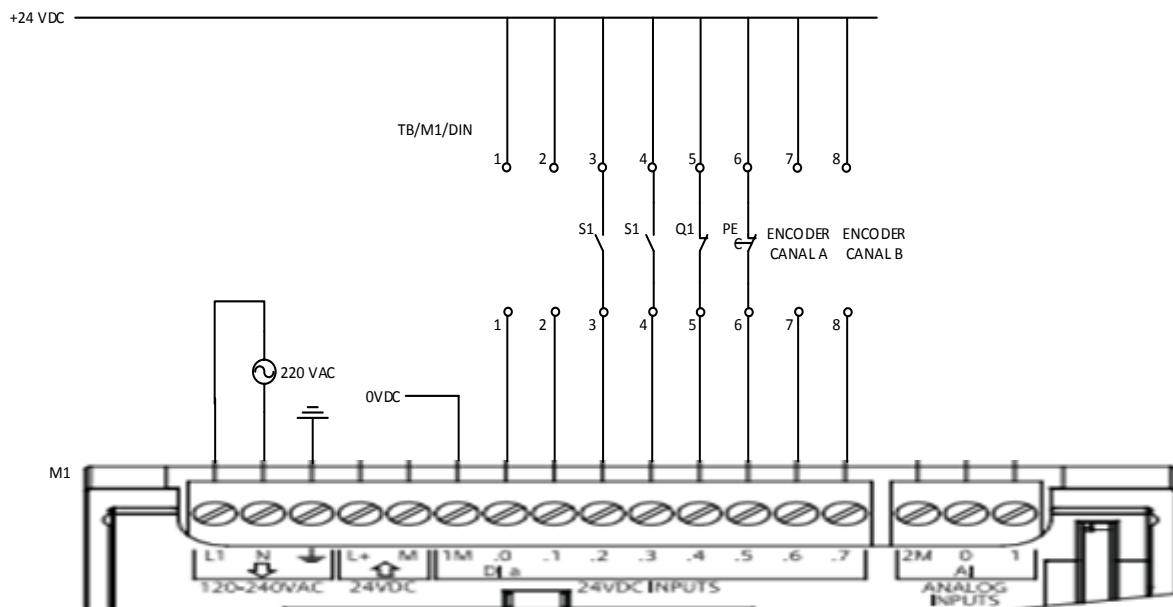 +24 VDC
TB/M1/DIN
1 2 3 4 5 6 7 8
S1 S1 Q1 PE C ENCODER CANAL A ENCODER CANAL B
1 2 3 4 5 6 7 8
220 VAC
0VDC
M1
L1 N L+ M 1M .0 .1 .2 .3 .4 .5 .6 .7 2M 0 1
DI a AI
120-240VAC 24VDC 24VDC INPUTS ANALOG INPUTS